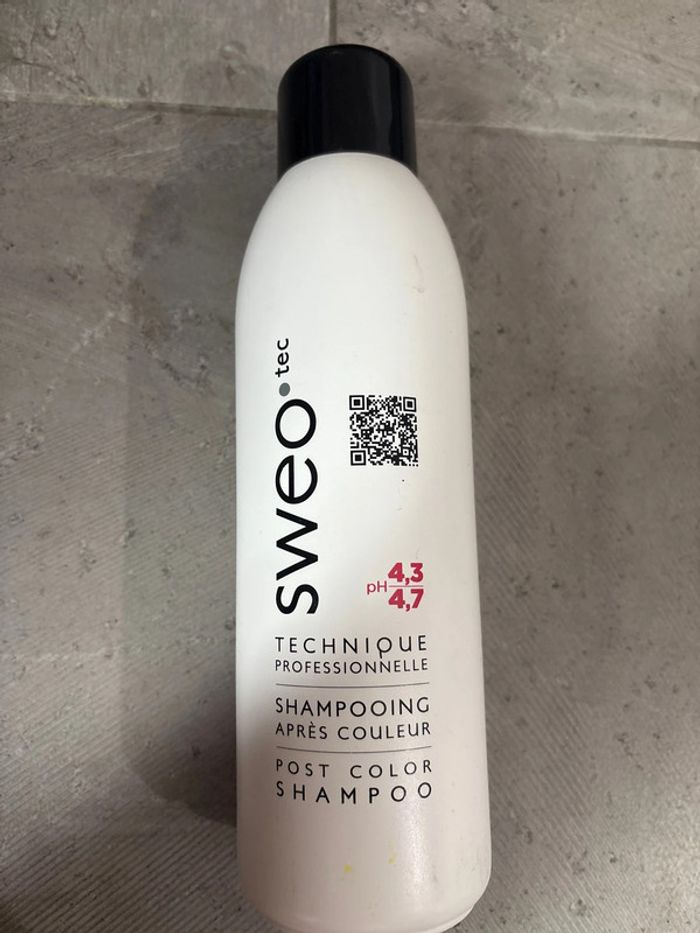 sweo•tec
pH 4,3
4,7
TECHNIQUE
PROFESSIONNELLE
SHAMPOOING
APRÈS COULEUR
POST COLOR
SHAMPOO